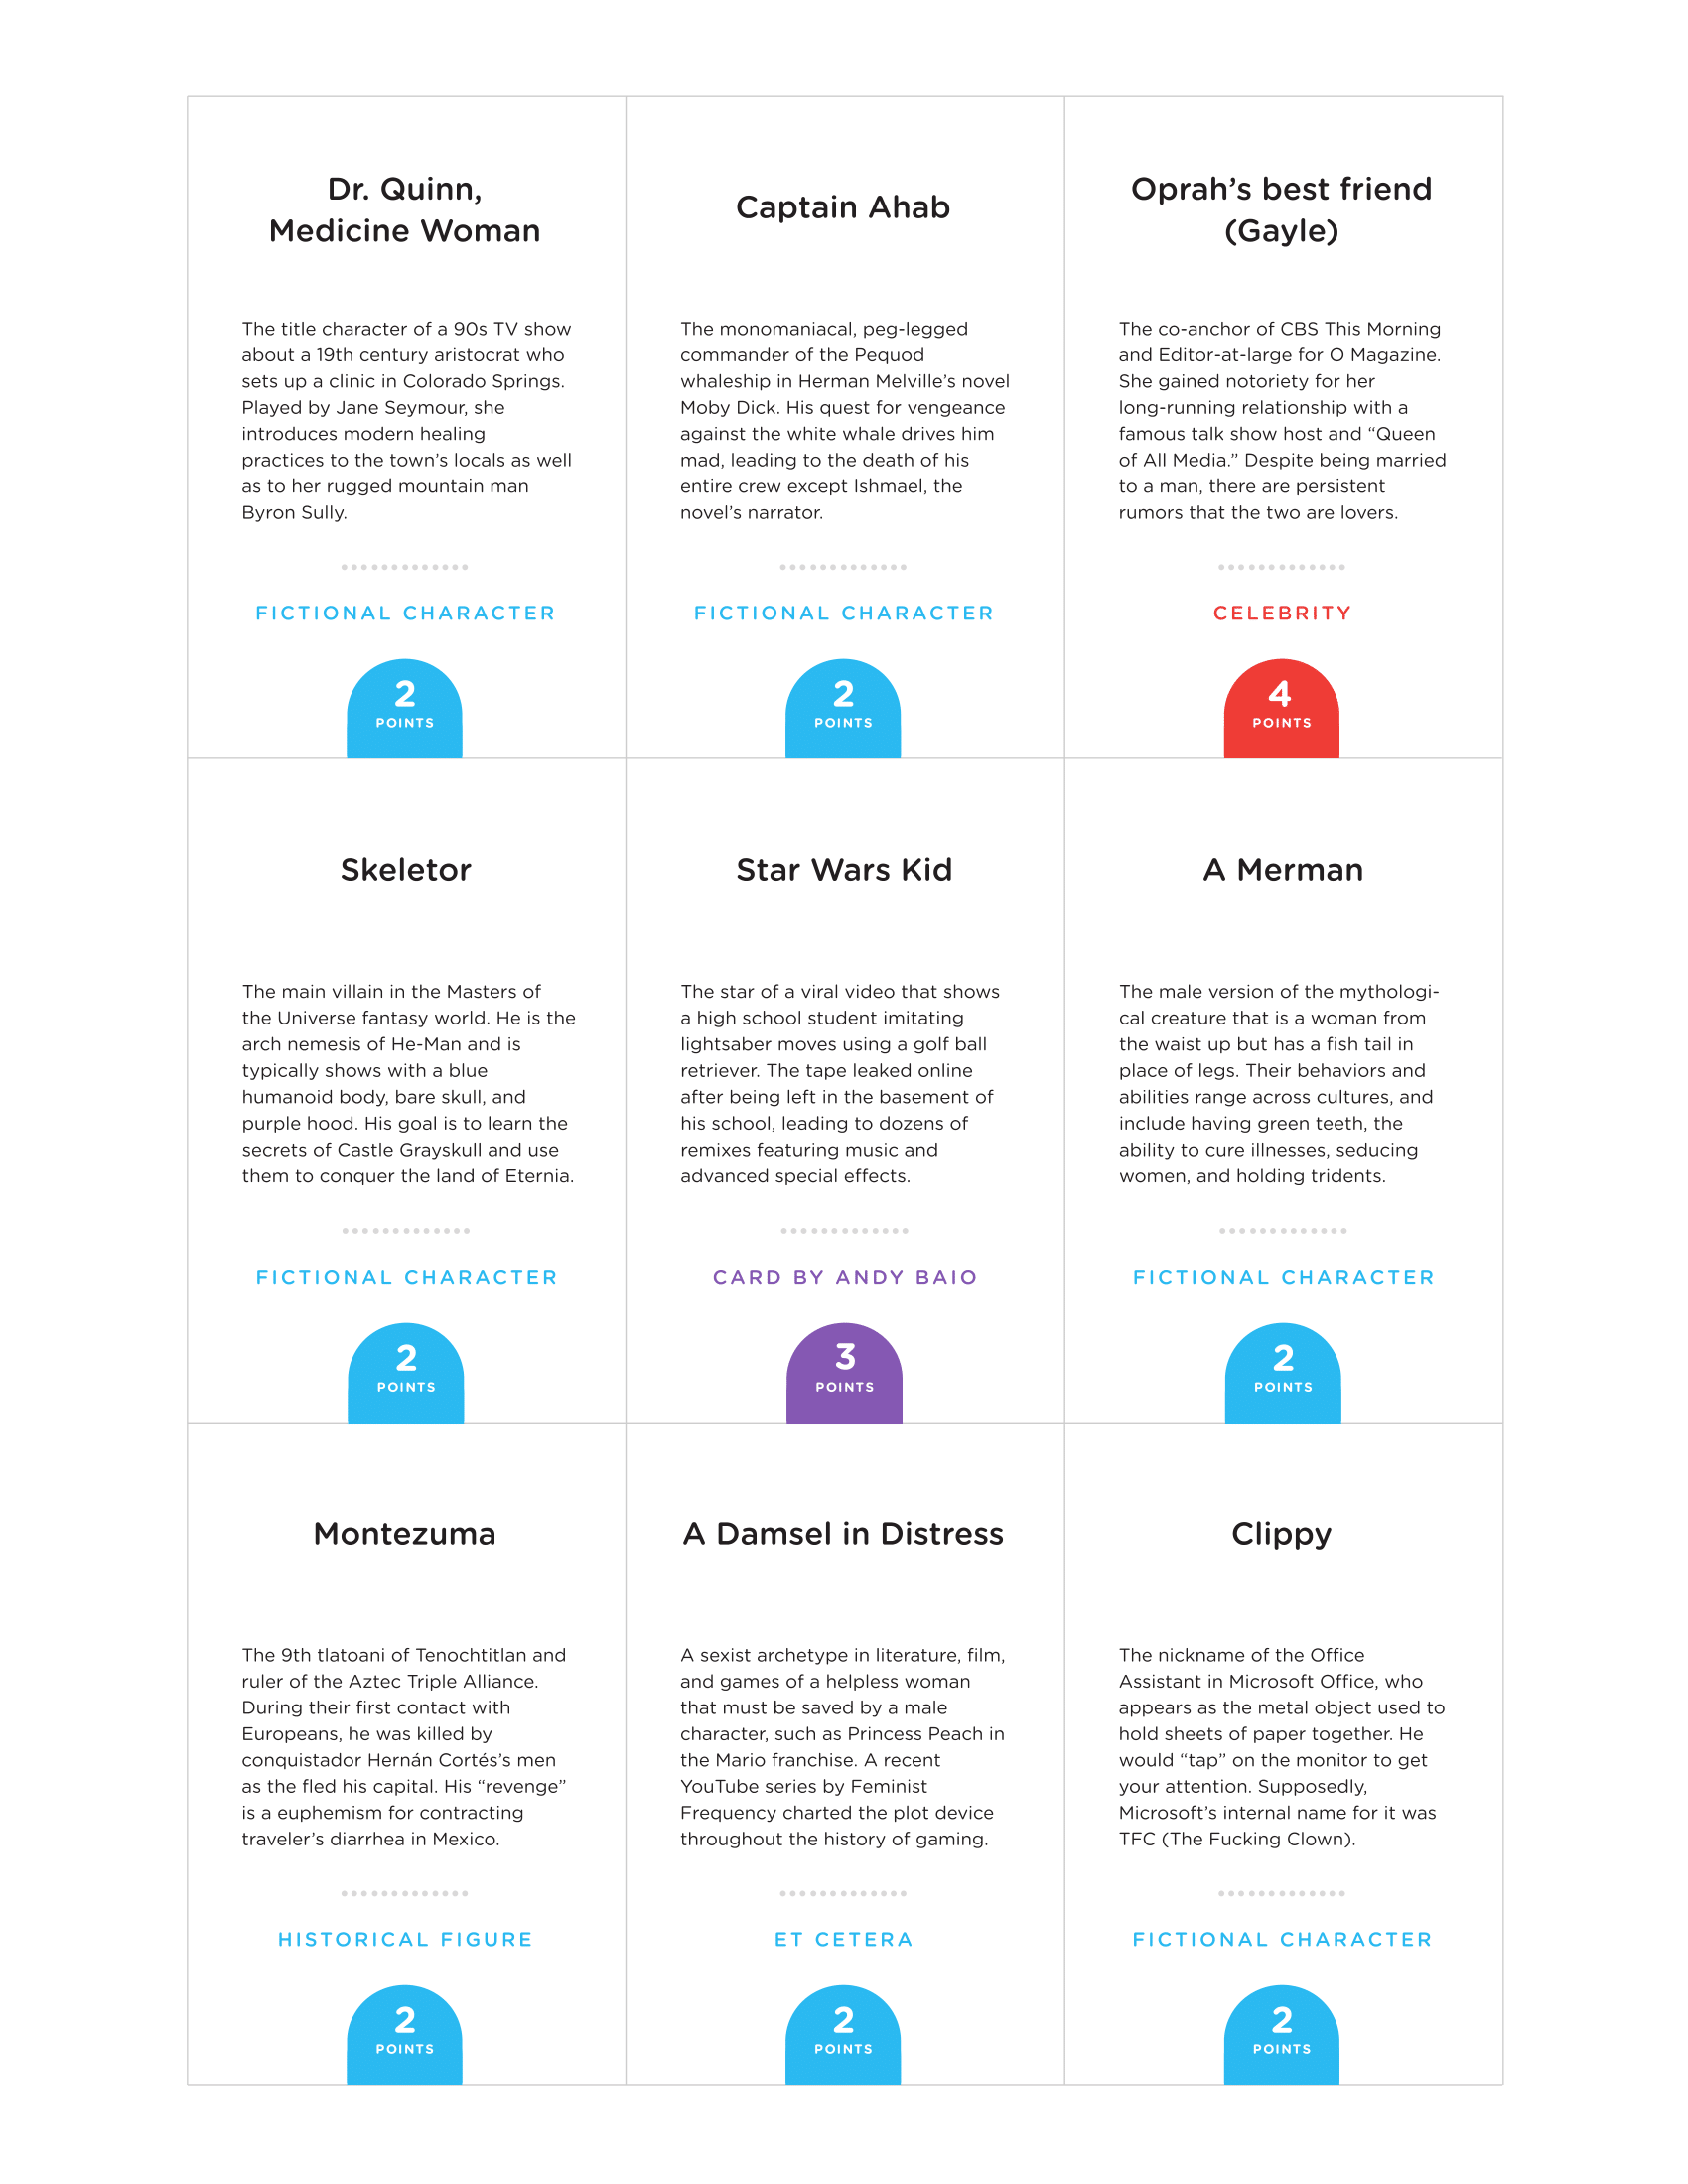 Dr. Quinn,
Medicine Woman
The title character of a 90s TV show
about a 19th century aristocrat who
sets up a clinic in Colorado Springs.
Played by Jane Seymour, she
introduces modern healing
practices to the town’s locals as well
as to her rugged mountain man
Byron Sully.
FICTIONAL CHARACTER
2
POINTS
Captain Ahab
The monomaniacal, peg-legged
commander of the Pequod
whaleship in Herman Melville’s novel
Moby Dick. His quest for vengeance
against the white whale drives him
mad, leading to the death of his
entire crew except Ishmael, the
novel’s narrator.
FICTIONAL CHARACTER
2
POINTS
Oprah’s best friend
(Gayle)
The co-anchor of CBS This Morning
and Editor-at-large for O Magazine.
She gained notoriety for her
long-running relationship with a
famous talk show host and “Queen
of All Media.” Despite being married
to a man, there are persistent
rumors that the two are lovers.
CELEBRITY
4
POINTS
Skeletor
The main villain in the Masters of
the Universe fantasy world. He is the
arch nemesis of He-Man and is
typically shows with a blue
humanoid body, bare skull, and
purple hood. His goal is to learn the
secrets of Castle Grayskull and use
them to conquer the land of Eternia.
FICTIONAL CHARACTER
2
POINTS
Star Wars Kid
The star of a viral video that shows
a high school student imitating
lightsaber moves using a golf ball
retriever. The tape leaked online
after being left in the basement of
his school, leading to dozens of
remixes featuring music and
advanced special effects.
CARD BY ANDY BAIO
3
POINTS
A Merman
The male version of the mythologi-
cal creature that is a woman from
the waist up but has a fish tail in
place of legs. Their behaviors and
abilities range across cultures, and
include having green teeth, the
ability to cure illnesses, seducing
women, and holding tridents.
FICTIONAL CHARACTER
2
POINTS
Montezuma
The 9th tlatoani of Tenochtitlan and
ruler of the Aztec Triple Alliance.
During their first contact with
Europeans, he was killed by
conquistador Hernán Cortés’s men
as the fled his capital. His “revenge”
is a euphemism for contracting
traveler’s diarrhea in Mexico.
HISTORICAL FIGURE
2
POINTS
A Damsel in Distress
A sexist archetype in literature, film,
and games of a helpless woman
that must be saved by a male
character, such as Princess Peach in
the Mario franchise. A recent
YouTube series by Feminist
Frequency charted the plot device
throughout the history of gaming.
ET CETERA
2
POINTS
Clippy
The nickname of the Office
Assistant in Microsoft Office, who
appears as the metal object used to
hold sheets of paper together. He
would “tap” on the monitor to get
your attention. Supposedly,
Microsoft’s internal name for it was
TFC (The Fucking Clown).
FICTIONAL CHARACTER
2
POINTS